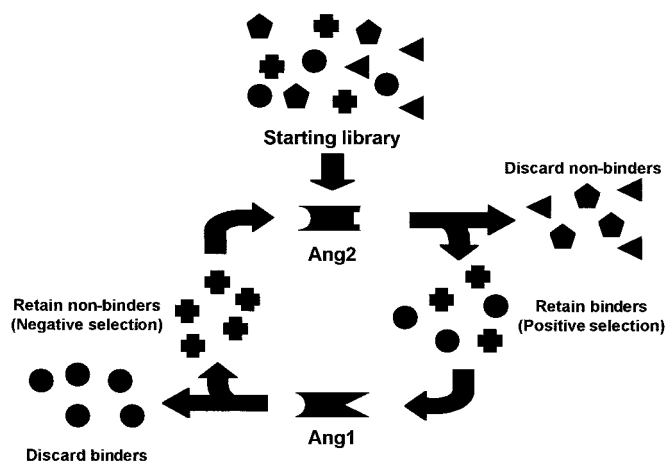 Starting library
Discard non-binders
Ang2
Retain non-binders
(Negative selection)
Retain binders
(Positive selection)
Ang1
Discard binders